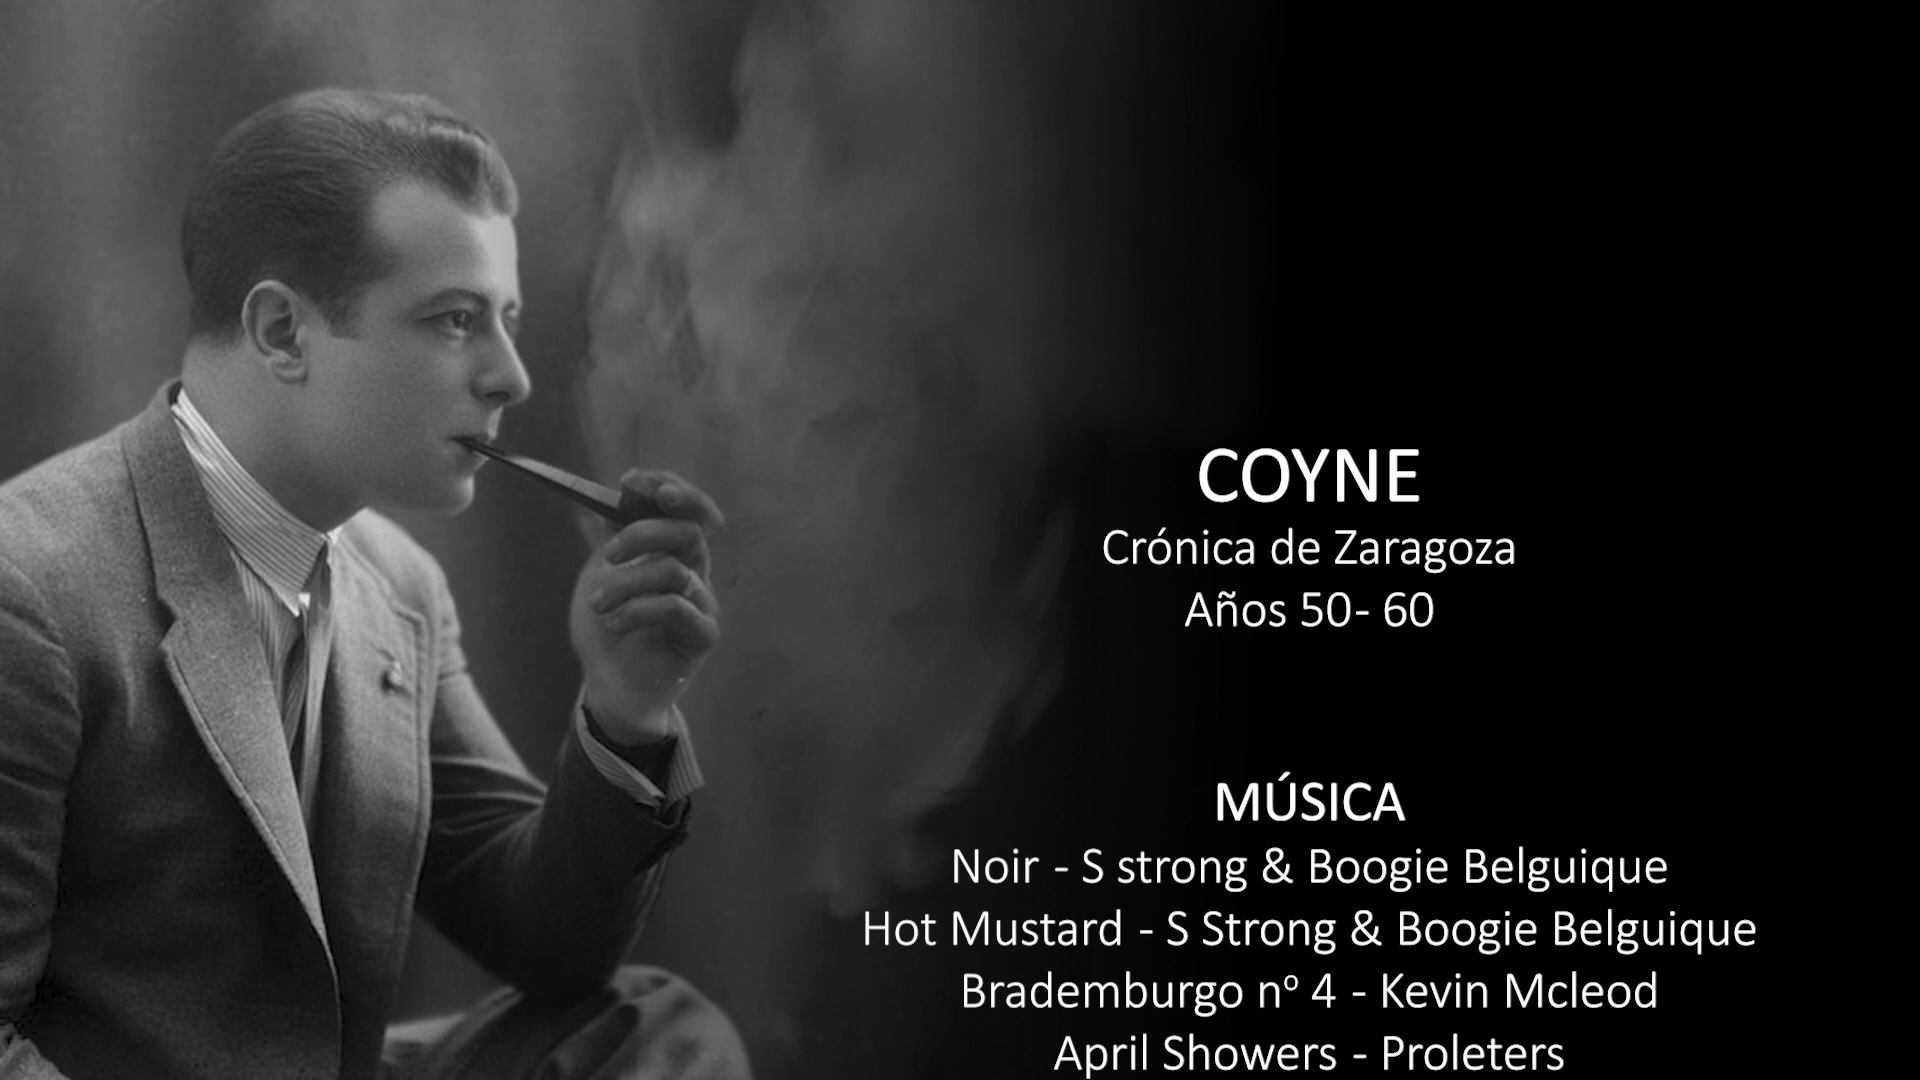 COYNE
Crónica de Zaragoza
Años 50- 60
MÚSICA
Noir - S strong & Boogie Belguique
Hot Mustard - S Strong & Boogie Belguique
Brademburgo nº 4 - Kevin Mcleod
April Showers - Proleters